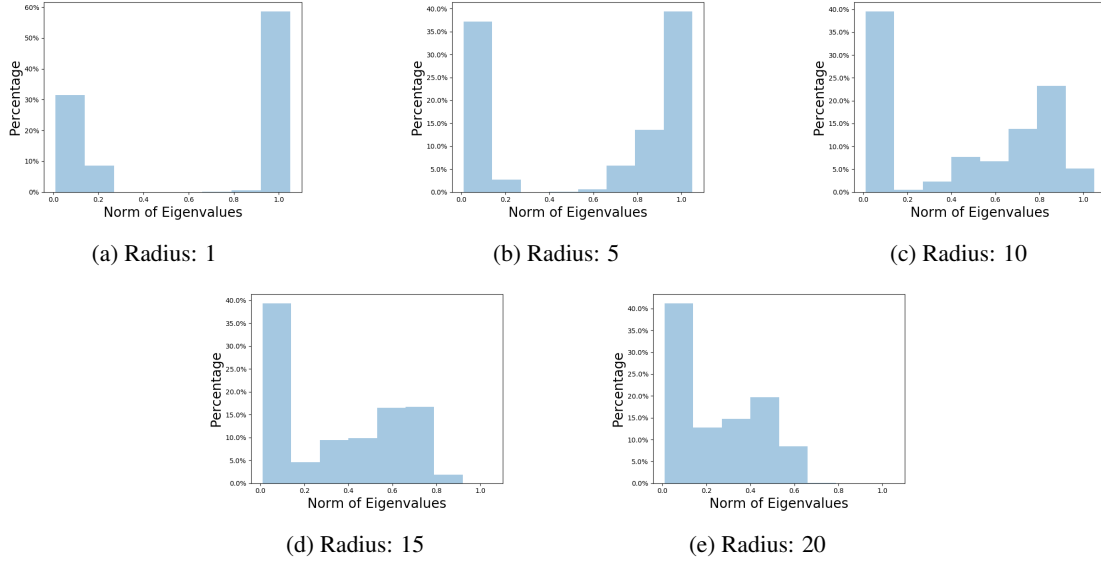 60%
50%
40%
30%
20%
10%
0%
Percentage
0.0 0.2 0.4 0.6 0.8 1.0
Norm of Eigenvalues
(a) Radius: 1
40.0%
35.0%
30.0%
25.0%
20.0%
15.0%
10.0%
5.0%
0.0%
Percentage
0.0 0.2 0.4 0.6 0.8 1.0
Norm of Eigenvalues
(b) Radius: 5
40.0%
35.0%
30.0%
25.0%
20.0%
15.0%
10.0%
5.0%
0.0%
Percentage
0.0 0.2 0.4 0.6 0.8 1.0
Norm of Eigenvalues
(c) Radius: 10
40.0%
35.0%
30.0%
25.0%
20.0%
15.0%
10.0%
5.0%
0.0%
Percentage
0.0 0.2 0.4 0.6 0.8 1.0
Norm of Eigenvalues
(d) Radius: 15
40.0%
35.0%
30.0%
25.0%
20.0%
15.0%
10.0%
5.0%
0.0%
Percentage
0.0 0.2 0.4 0.6 0.8 1.0
Norm of Eigenvalues
(e) Radius: 20